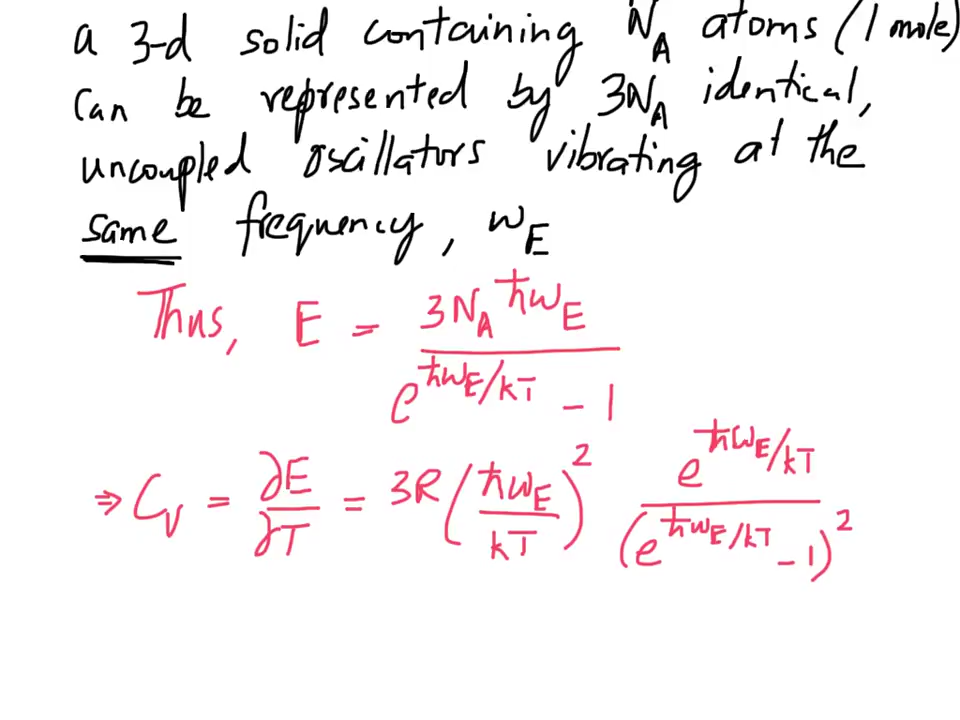 a 3-d solid containing N_A atoms (1 mole)
can be represented by 3N_A identical,
uncoupled oscillators vibrating at the
same frequency, ω_E
Thus, E = 3N_A ħω_E / (e^(ħω_E/kT) - 1)
⇒ C_V = ∂E/∂T = 3R (ħω_E/kT)^2 e^(ħω_E/kT) / (e^(ħω_E/kT) - 1)^2